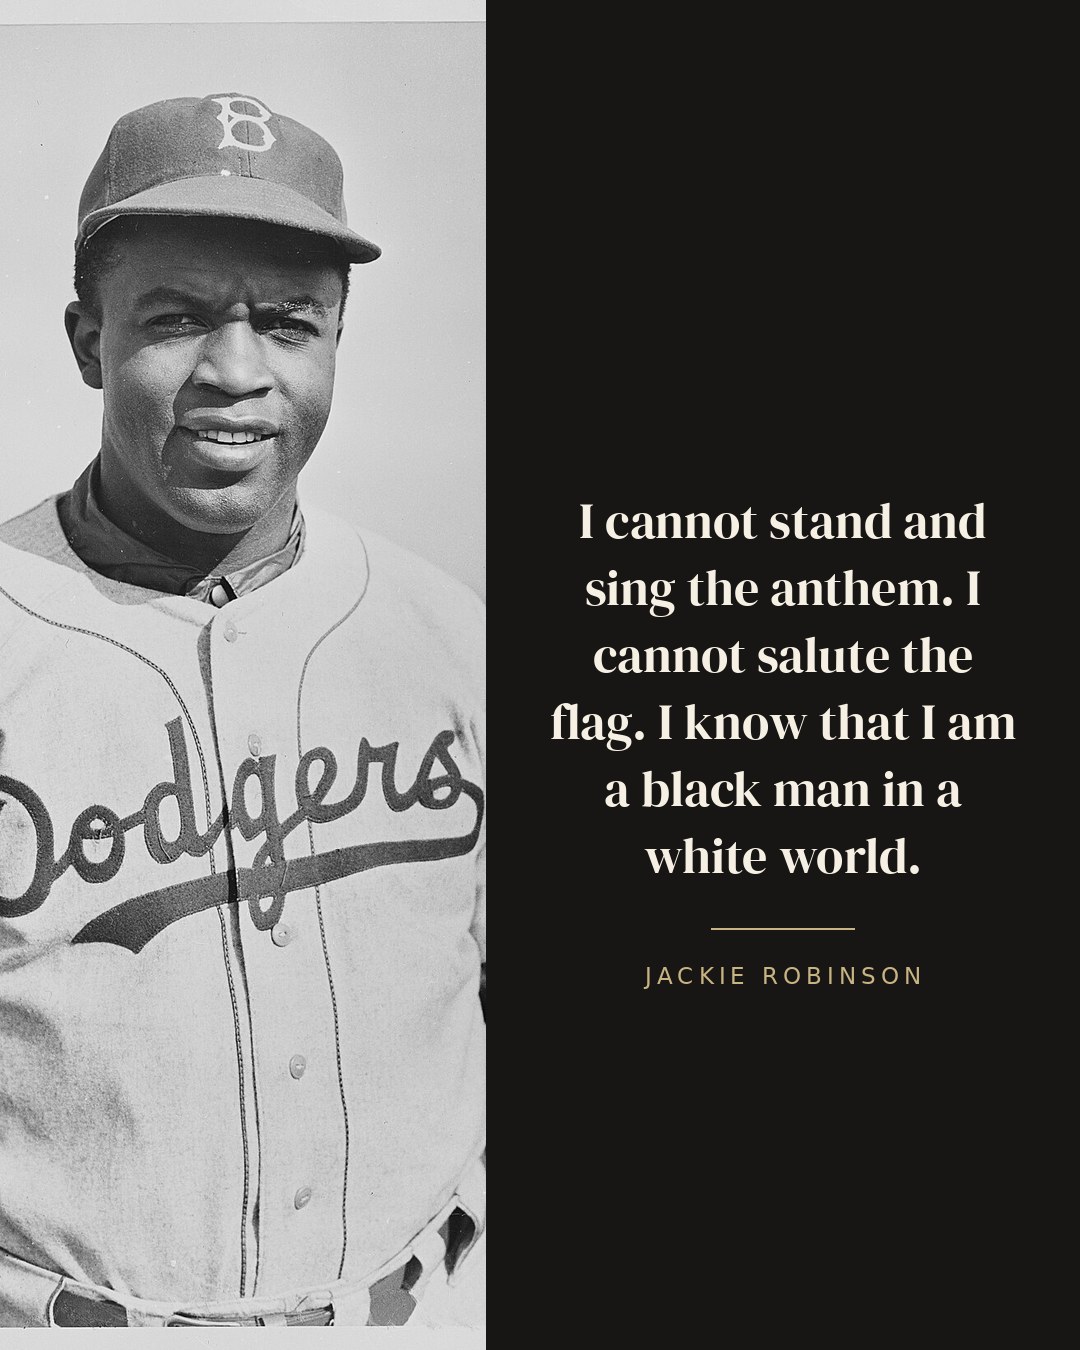 B
Dodgers
I cannot stand and
sing the anthem. I
cannot salute the
flag. I know that I am
a black man in a
white world.
JACKIE ROBINSON